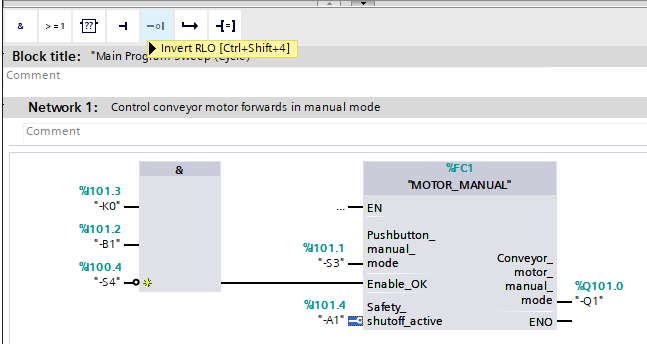 & >=1 [??] -o| [=]
Invert RLO [Ctrl+Shift+4]
Block title: "Main Program Sweep (Cycle)"
Comment
Network 1: Control conveyor motor forwards in manual mode
Comment
&
%I101.3
"-K0"
%I101.2
"-B1"
%I100.4
"-S4"
%FC1
"MOTOR_MANUAL"
... EN
%I101.1
"-S3"
Pushbutton_
manual_
mode
Enable_OK
%I101.4
"-A1"
Safety_
shutoff_active
Conveyor_
motor_
manual_
mode
%Q101.0
"-Q1"
ENO